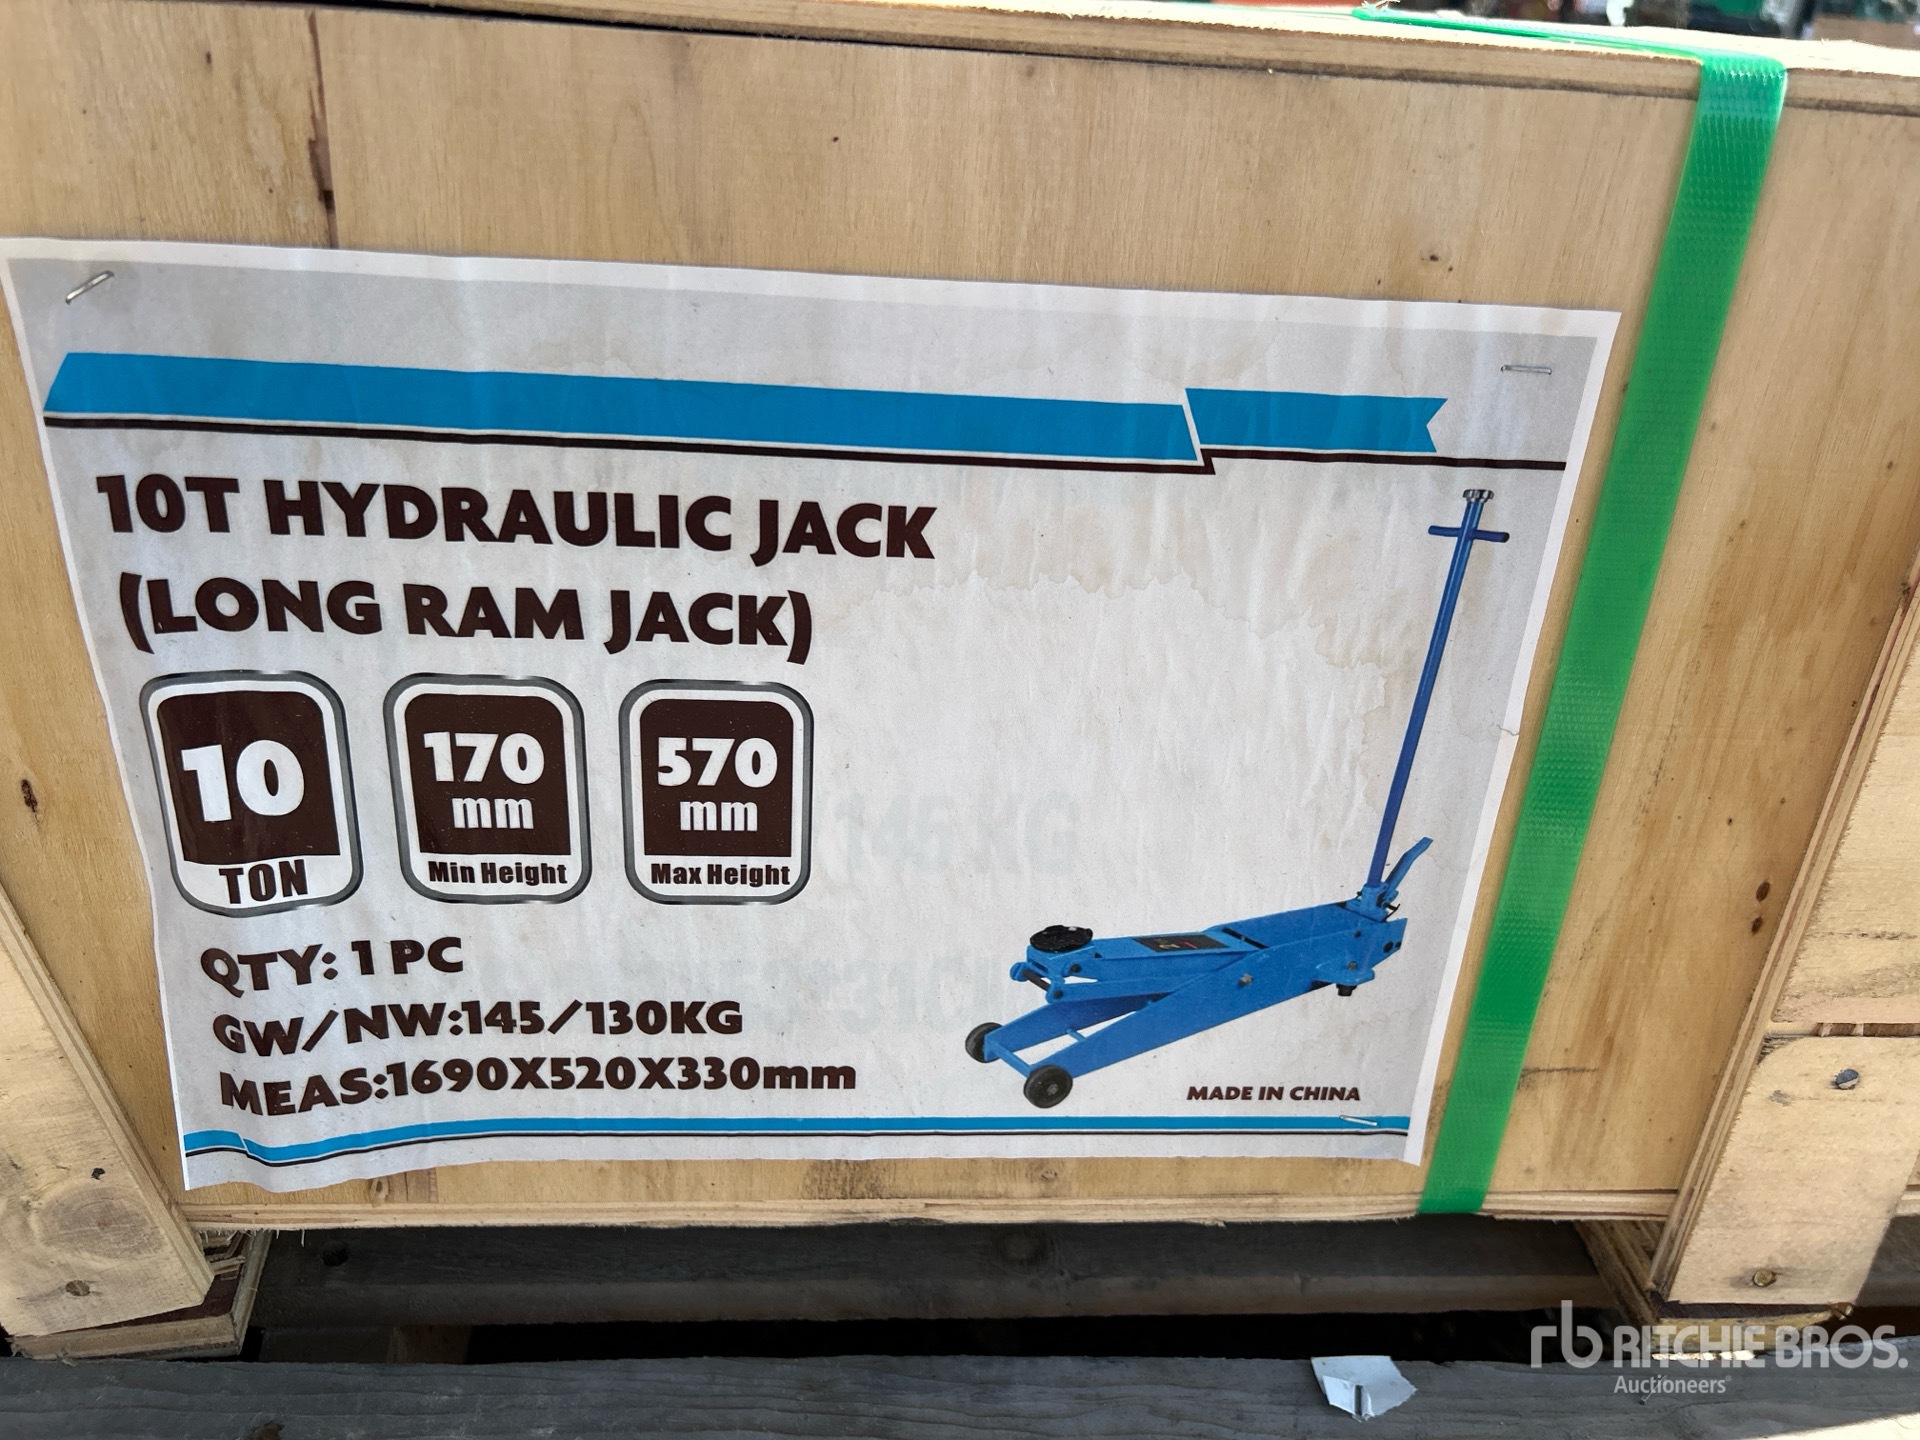 10T HYDRAULIC JACK
(LONG RAM JACK)
10
TON
170
mm
Min Height
570
mm
Max Height
QTY: 1 PC
GW/NW:145/130KG
MEAS:1690X520X330mm
MADE IN CHINA
rb RITCHIE BROS.
Auctioneers